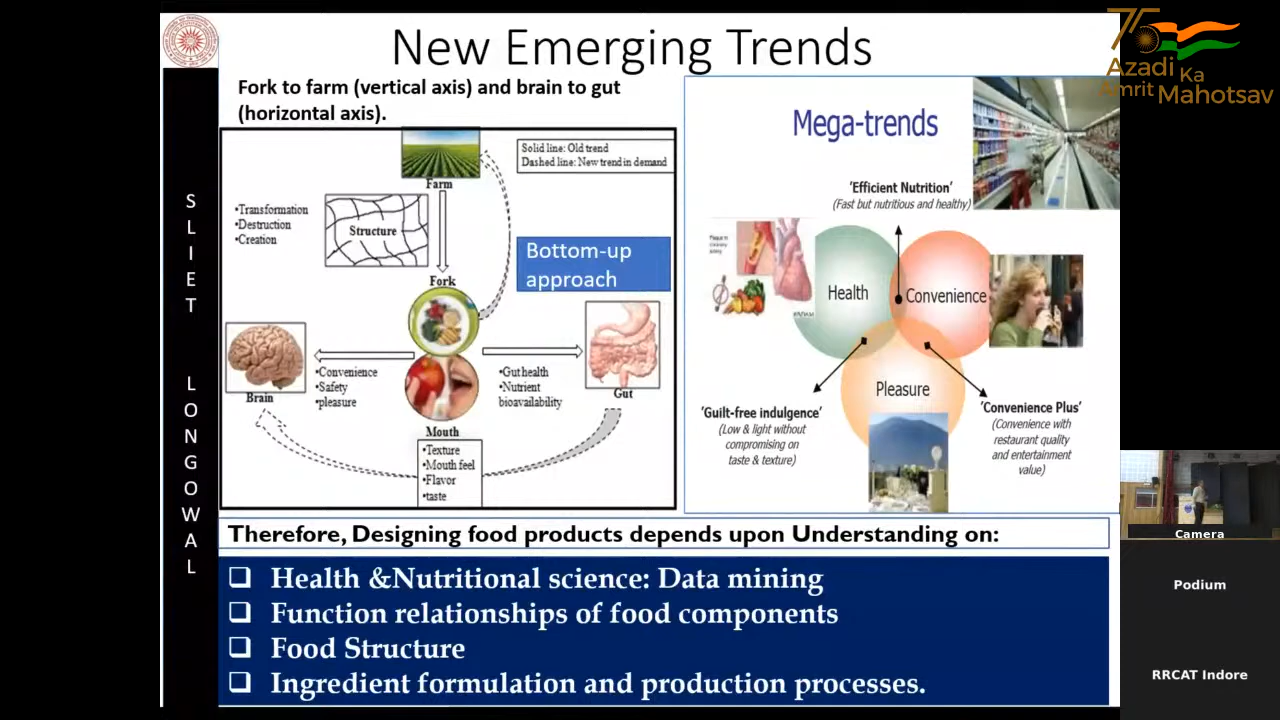 New Emerging Trends
Fork to farm (vertical axis) and brain to gut
(horizontal axis).
Farm
Solid line: Old trend
Dashed line: New trend in demand
•Transformation
•Destruction
•Creation
Structure
Bottom-up
approach
Fork
Brain
•Convenience
•Safety
•pleasure
•Gut health
•Nutrient
bioavailability
Gut
Mouth
•Texture
•Mouth feel
•Flavor
•taste
Mega-trends
'Efficient Nutrition'
(Fast but nutritious and healthy)
Health
Convenience
Pleasure
'Guilt-free indulgence'
(Low & light without
compromising on
taste & texture)
'Convenience Plus'
(Convenience with
restaurant quality
and entertainment
value)
Therefore, Designing food products depends upon Understanding on:
❑ Health &Nutritional science: Data mining
❑ Function relationships of food components
❑ Food Structure
❑ Ingredient formulation and production processes.
S
L
I
E
T
L
O
N
G
O
W
A
L
75
Azadi Ka
Amrit Mahotsav
Camera
Podium
RRCAT Indore